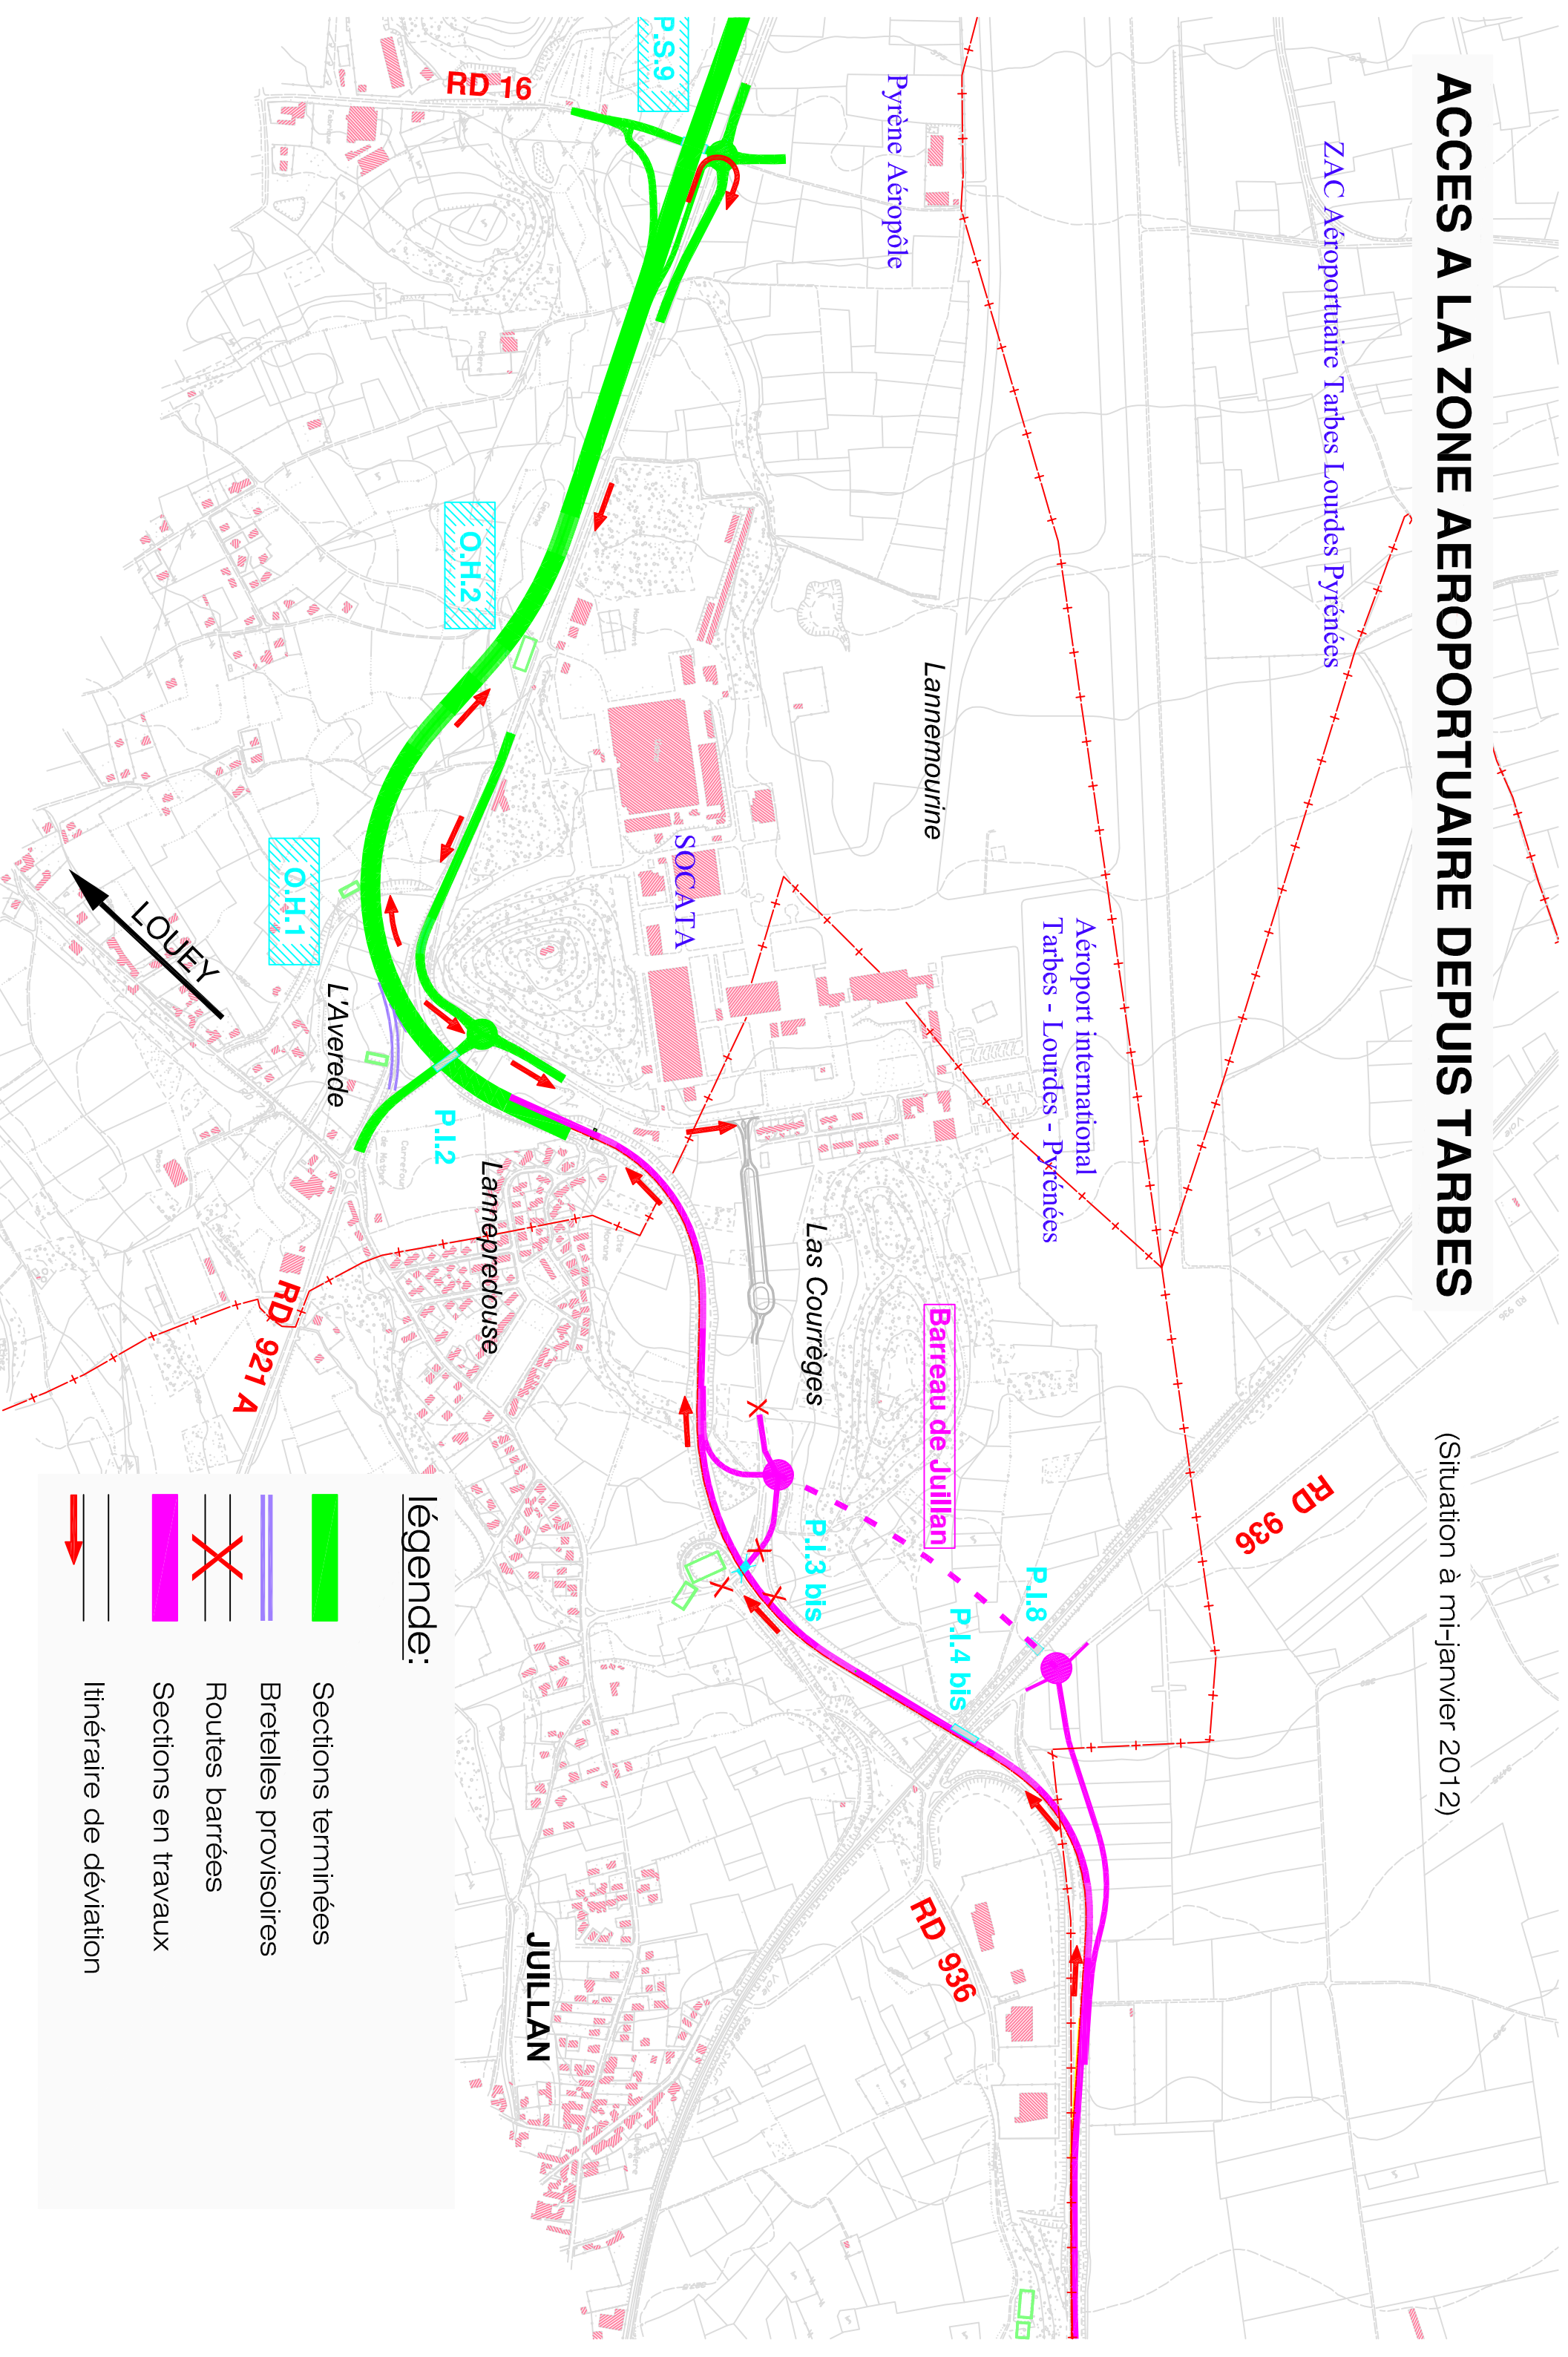 ACCES A LA ZONE AEROPORTUAIRE DEPUIS TARBES
(Situation à mi-janvier 2012)
ZAC Aéroportuaire Tarbes Lourdes Pyrénées
RD 936
Aéroport international
Tarbes - Lourdes - Pyrénées
Pyrène Aéropôle
Lannemourine
Barreau de Juillan
P.I.8
P.I.4 bis
RD 936
Las Courrèges
P.I.3 bis
SOCATA
P.S.9
RD 16
O.H.2
P.I.2
Lannepredouse
JUILLAN
O.H.1
L'Averede
LOUEY
RD 921 A
légende:
Sections terminées
Bretelles provisoires
Routes barrées
Sections en travaux
Itinéraire de déviation